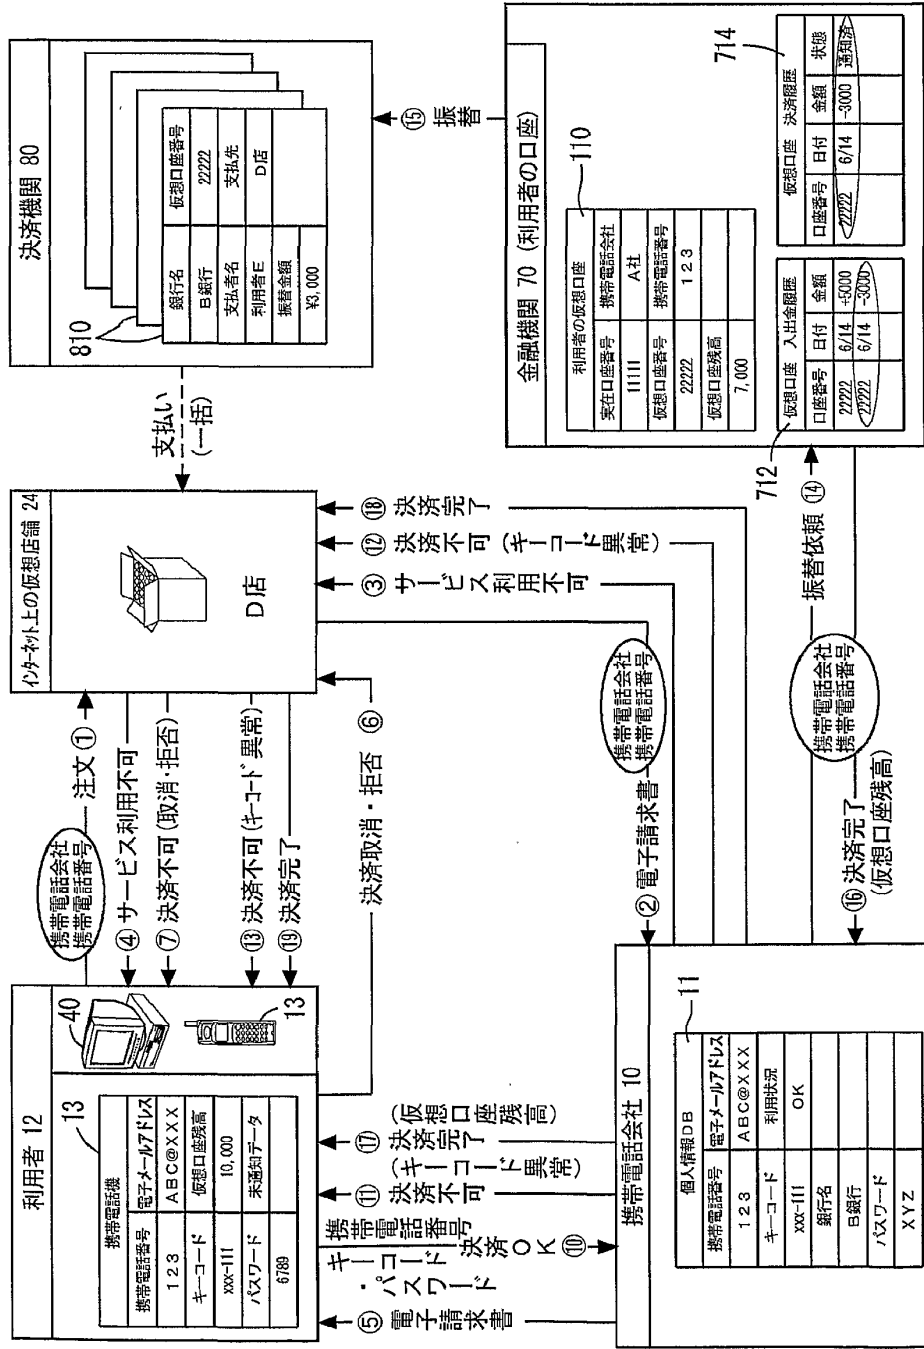 利用者 12
13
携帯電話機
携帯電話番号 電子メールアドレス
123 ABC@XXX
キーコード 仮想口座残高
xxx-111 10,000
パスワード 未通知データ
6789
40
13
携帯電話会社
携帯電話番号
注文 ①
④ サービス利用不可
⑦ 決済不可(取消・拒否)
⑬ 決済不可(キーコード異常)
⑲ 決済完了
決済取消・拒否 ⑥
インターネット上の仮想店舗 24
D店
支払い
(一括)
決済機関 80
810
銀行名 仮想口座番号
B銀行 22222
支払者名 支払先
利用者E D店
振替金額
¥3,000
⑤ 電子請求書
携帯電話番号
キーコード
・パスワード
決済OK ⑩
⑪ 決済不可
(キーコード異常)
⑰ 決済完了
(仮想口座残高)
携帯電話会社
携帯電話番号
② 電子請求書
③ サービス利用不可
⑫ 決済不可 (キーコード異常)
⑱ 決済完了
⑮ 振替
携帯電話会社 10
11
個人情報DB
携帯電話番号 電子メールアドレス
123 ABC@XXX
キーコード 利用状況
xxx-111 OK
銀行名
B銀行
パスワード
XYZ
振替依頼 ⑭
携帯電話会社
携帯電話番号
⑯ 決済完了
(仮想口座残高)
金融機関 70 (利用者の口座)
110
利用者の仮想口座
実在口座番号 携帯電話会社
11111 A社
仮想口座番号 携帯電話番号
22222 123
仮想口座残高
7,000
712
仮想口座 入出金履歴
口座番号 日付 金額
22222 6/14 +5000
22222 6/14 -3000
714
仮想口座 決済履歴
口座番号 日付 金額 状態
22222 6/14 -3000 通知済